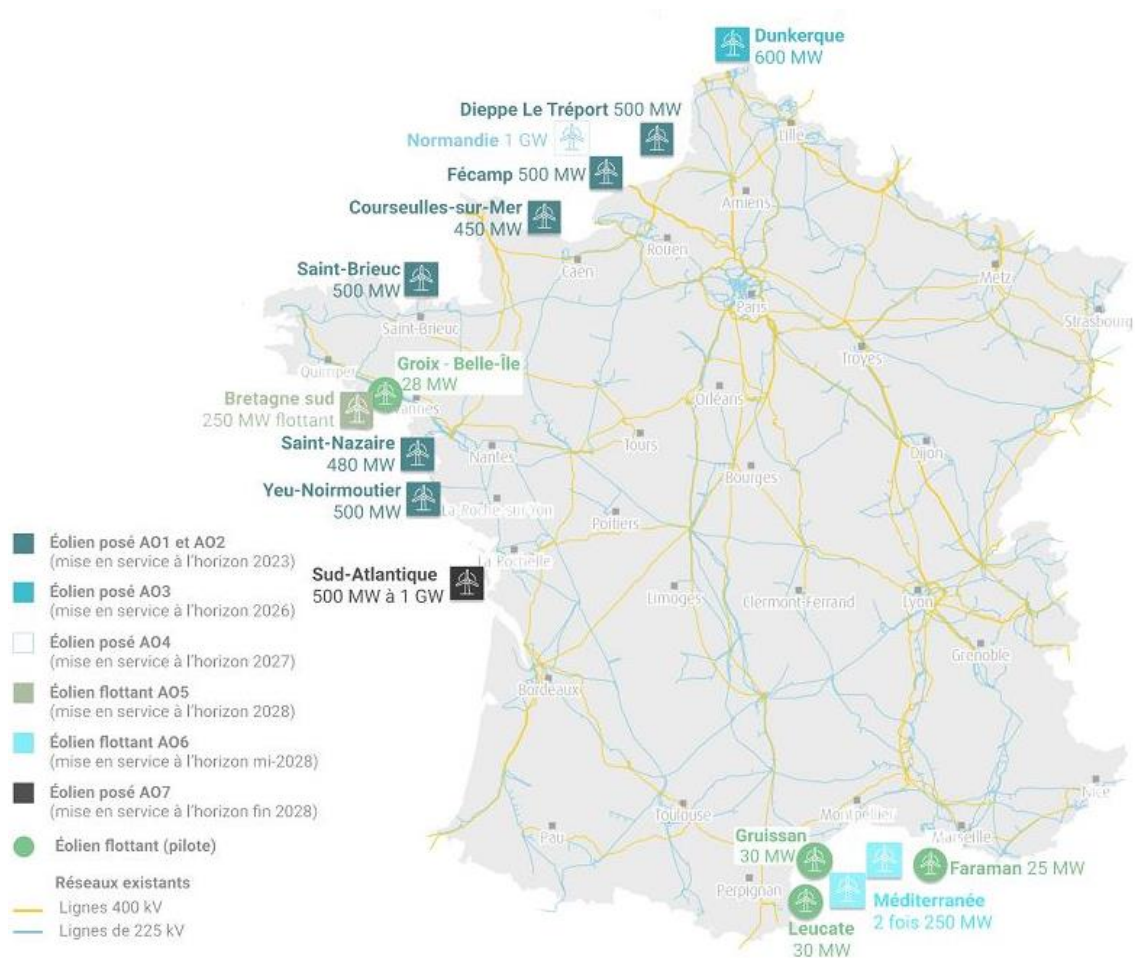 Dunkerque
600 MW
Dieppe Le Tréport 500 MW
Normandie 1 GW
Lille
Fécamp 500 MW
Amiens
Courseulles-sur-Mer
450 MW
Rouen
Caen
Metz
Saint-Brieuc
500 MW
Paris
Strasbourg
Saint-Brieuc
Troyes
Quimper
Groix - Belle-Île
28 MW
Orléans
Vannes
Bretagne sud
250 MW flottant
Tours
Saint-Nazaire
480 MW
Nantes
Dijon
Bourges
Yeu-Noirmoutier
500 MW
La Roche-sur-Yon
Poitiers
Éolien posé AO1 et AO2
(mise en service à l'horizon 2023)
La Rochelle
Sud-Atlantique
500 MW à 1 GW
Éolien posé AO3
(mise en service à l'horizon 2026)
Limoges
Clermont-Ferrand
Lyon
Éolien posé AO4
(mise en service à l'horizon 2027)
Grenoble
Bordeaux
Éolien flottant AO5
(mise en service à l'horizon 2028)
Éolien flottant AO6
(mise en service à l'horizon mi-2028)
Éolien posé AO7
(mise en service à l'horizon fin 2028)
Nice
Toulouse
Montpellier
Pau
Marseille
Éolien flottant (pilote)
Gruissan
30 MW
Faraman 25 MW
Réseaux existants
Perpignan
Méditerranée
2 fois 250 MW
Lignes 400 kV
Lignes de 225 kV
Leucate
30 MW